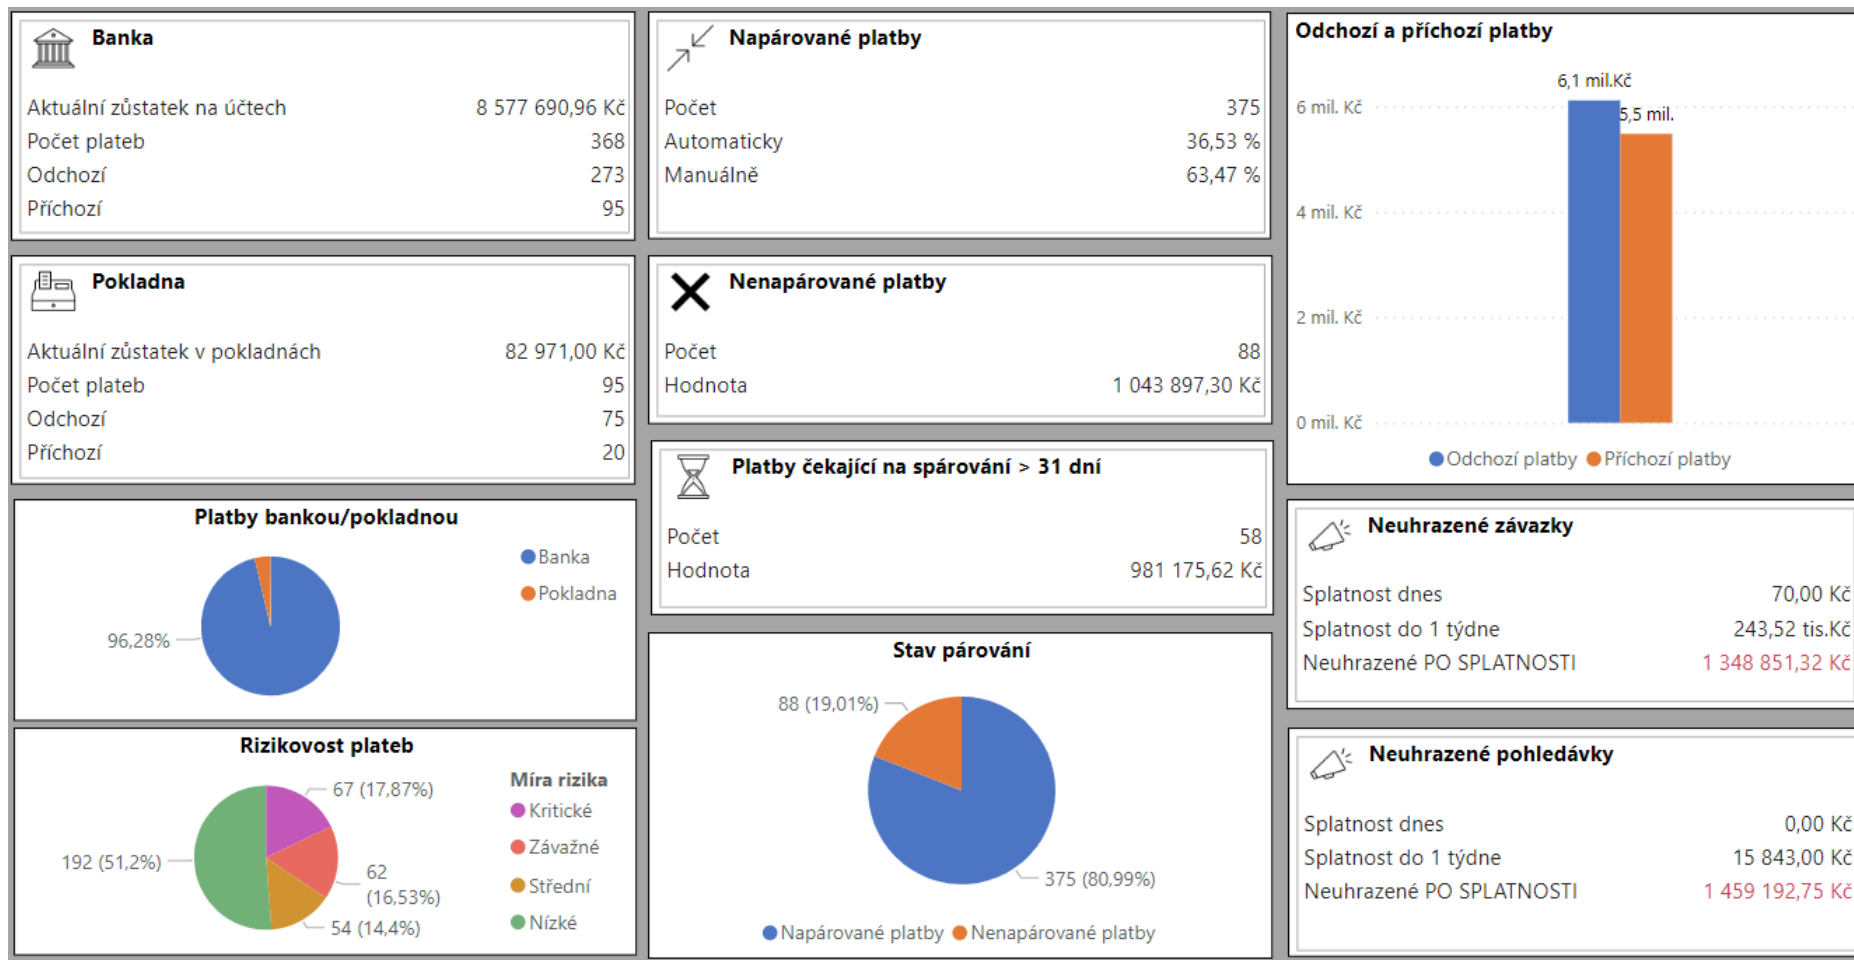 Banka
Aktuální zůstatek na účtech 8 577 690,96 Kč
Počet plateb 368
Odchozí 273
Příchozí 95
Pokladna
Aktuální zůstatek v pokladnách 82 971,00 Kč
Počet plateb 95
Odchozí 75
Příchozí 20
Platby bankou/pokladnou
Banka
Pokladna
96,28%
Rizikovost plateb
67 (17,87%)
192 (51,2%)
62
(16,53%)
54 (14,4%)
Míra rizika
Kritické
Závažné
Střední
Nízké
Napárované platby
Počet 375
Automaticky 36,53 %
Manuálně 63,47 %
Nenapárované platby
Počet 88
Hodnota 1 043 897,30 Kč
Platby čekající na spárování > 31 dní
Počet 58
Hodnota 981 175,62 Kč
Stav párování
88 (19,01%)
375 (80,99%)
Napárované platby Nenapárované platby
Odchozí a příchozí platby
6,1 mil.Kč
5,5 mil.
6 mil. Kč
4 mil. Kč
2 mil. Kč
0 mil. Kč
Odchozí platby Příchozí platby
Neuhrazené závazky
Splatnost dnes 70,00 Kč
Splatnost do 1 týdne 243,52 tis.Kč
Neuhrazené PO SPLATNOSTI 1 348 851,32 Kč
Neuhrazené pohledávky
Splatnost dnes 0,00 Kč
Splatnost do 1 týdne 15 843,00 Kč
Neuhrazené PO SPLATNOSTI 1 459 192,75 Kč